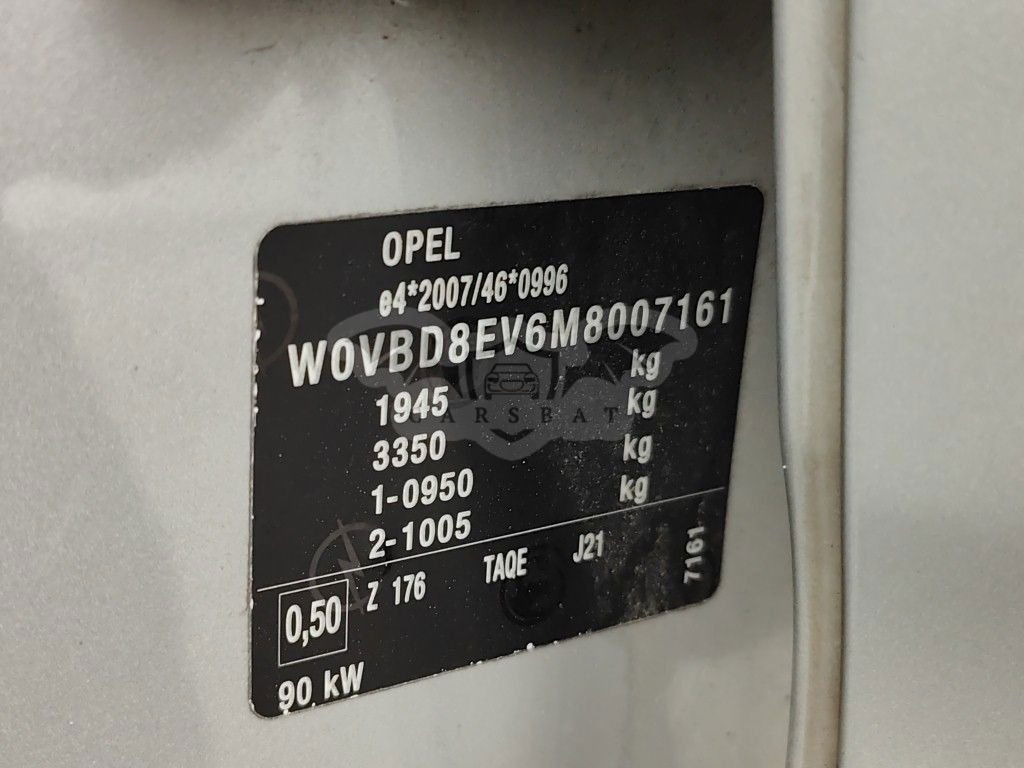 OPEL
e4*2007/46*0996
W0VBD8EV6M8007161
1945 kg
3350 kg
1-0950 kg
2-1005 kg
0,50 Z 176 TAQE J21 7161
90 kW
CARSBAT